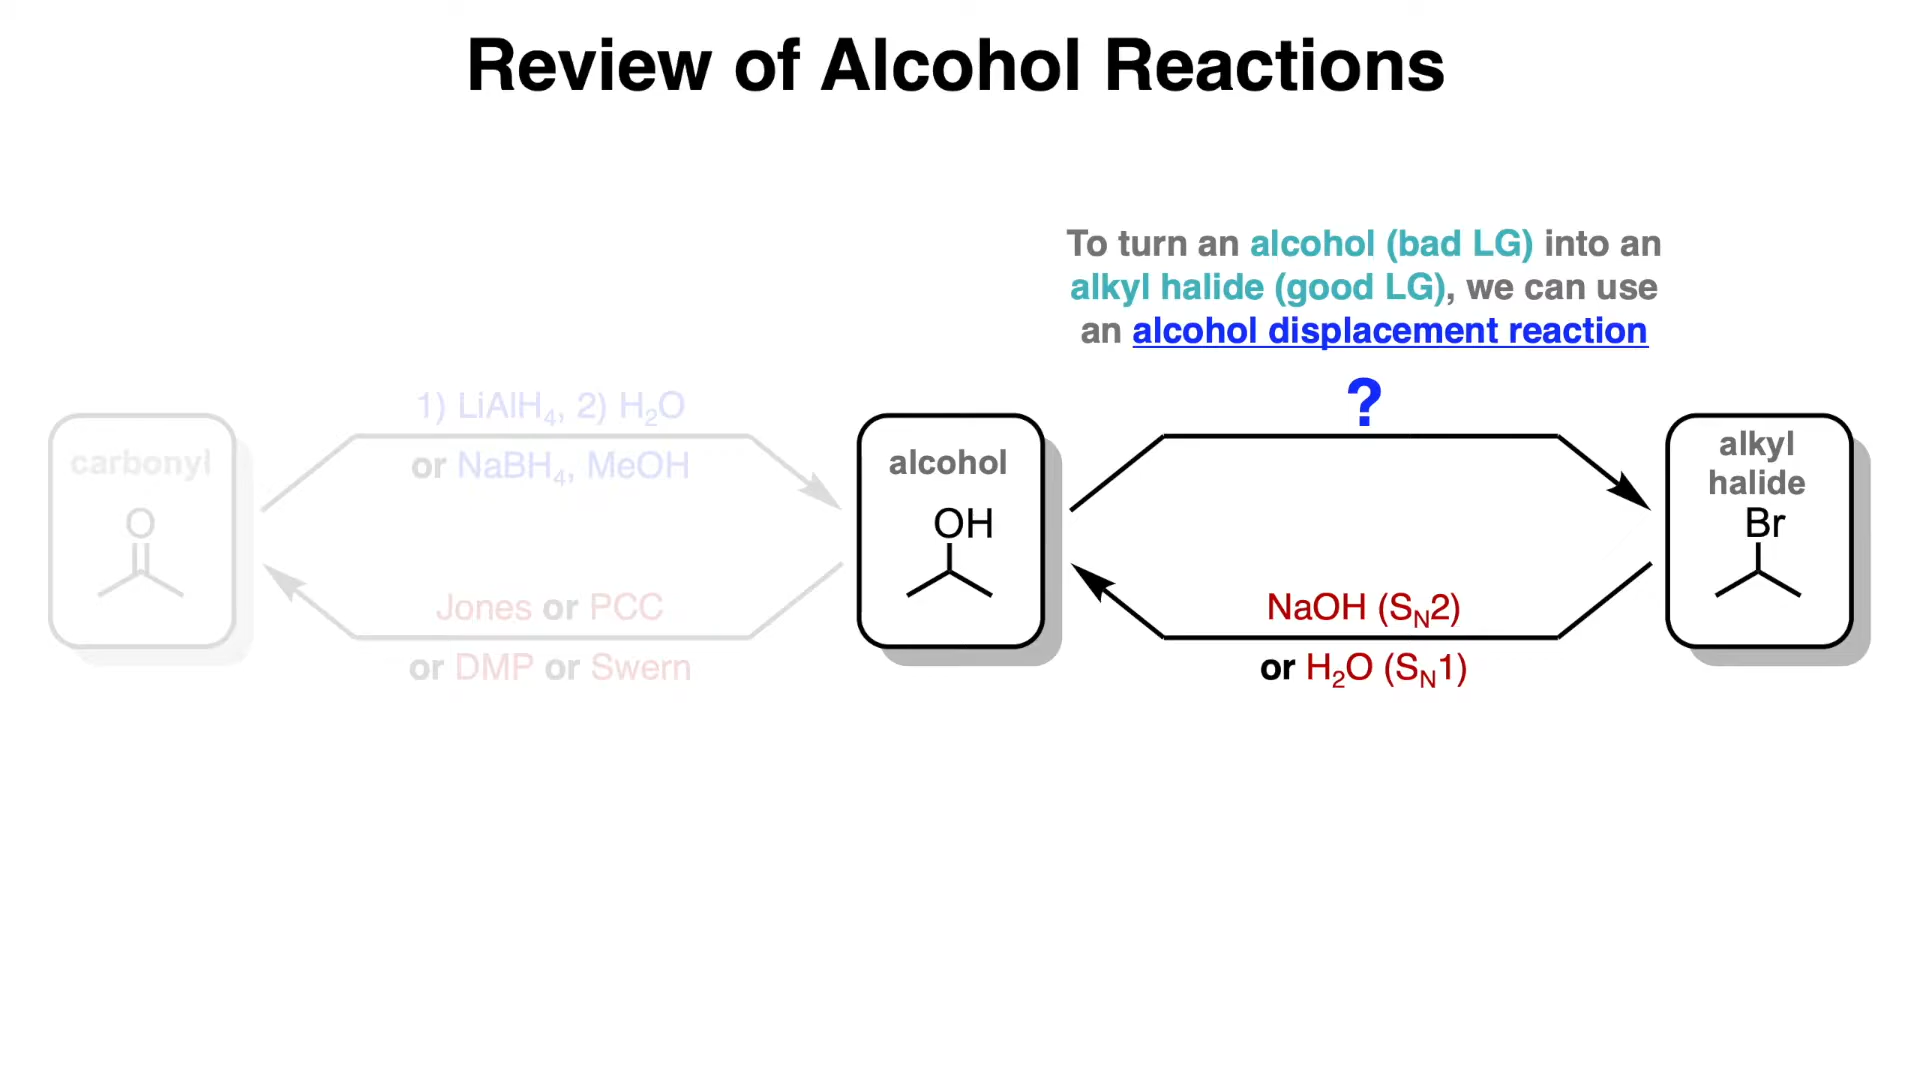 Review of Alcohol Reactions
To turn an alcohol (bad LG) into an
alkyl halide (good LG), we can use
an alcohol displacement reaction
?
1) LiAlH₄, 2) H₂O
or NaBH₄, MeOH
carbonyl
O
Jones or PCC
or DMP or Swern
alcohol
OH
NaOH (S_N2)
or H₂O (S_N1)
alkyl
halide
Br